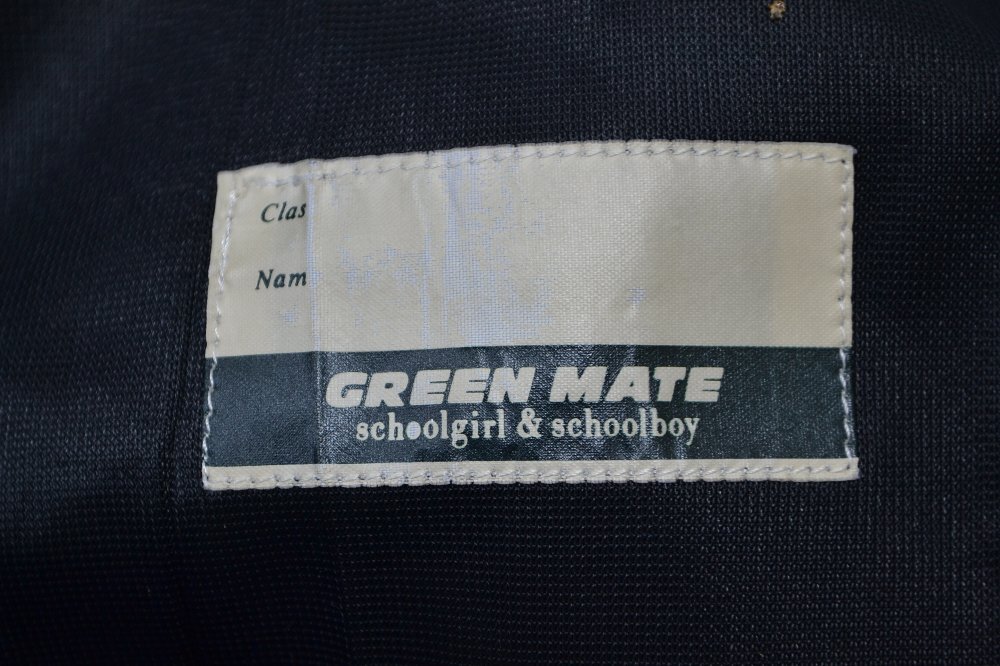 Clas
Nam
GREEN MATE
schoolgirl & schoolboy